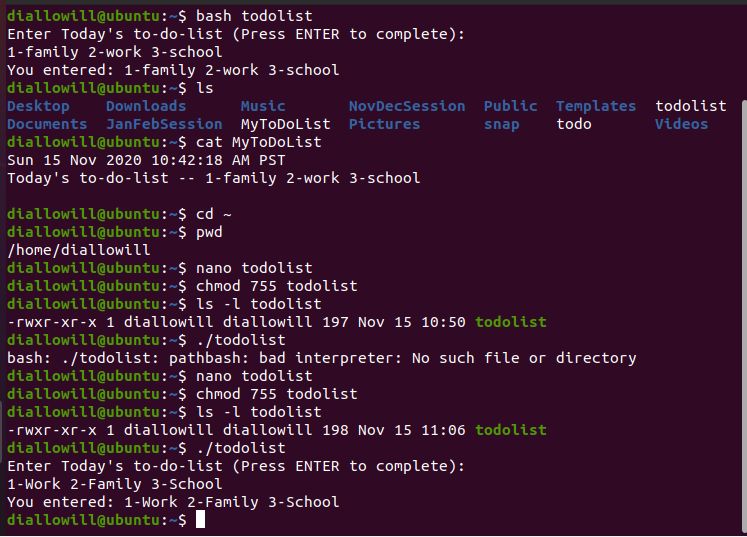 diallowill@ubuntu:~$ bash todolist
Enter Today's to-do-list (Press ENTER to complete):
1-family 2-work 3-school
You entered: 1-family 2-work 3-school
diallowill@ubuntu:~$ ls
Desktop    Downloads      Music       NovDecSession  Public  Templates  todolist
Documents  JanFebSession  MyToDoList  Pictures       snap    todo       Videos
diallowill@ubuntu:~$ cat MyToDoList
Sun 15 Nov 2020 10:42:18 AM PST
Today's to-do-list -- 1-family 2-work 3-school

diallowill@ubuntu:~$ cd ~
diallowill@ubuntu:~$ pwd
/home/diallowill
diallowill@ubuntu:~$ nano todolist
diallowill@ubuntu:~$ chmod 755 todolist
diallowill@ubuntu:~$ ls -l todolist
-rwxr-xr-x 1 diallowill diallowill 197 Nov 15 10:50 todolist
diallowill@ubuntu:~$ ./todolist
bash: ./todolist: pathbash: bad interpreter: No such file or directory
diallowill@ubuntu:~$ nano todolist
diallowill@ubuntu:~$ chmod 755 todolist
diallowill@ubuntu:~$ ls -l todolist
-rwxr-xr-x 1 diallowill diallowill 198 Nov 15 11:06 todolist
diallowill@ubuntu:~$ ./todolist
Enter Today's to-do-list (Press ENTER to complete):
1-Work 2-Family 3-School
You entered: 1-Work 2-Family 3-School
diallowill@ubuntu:~$